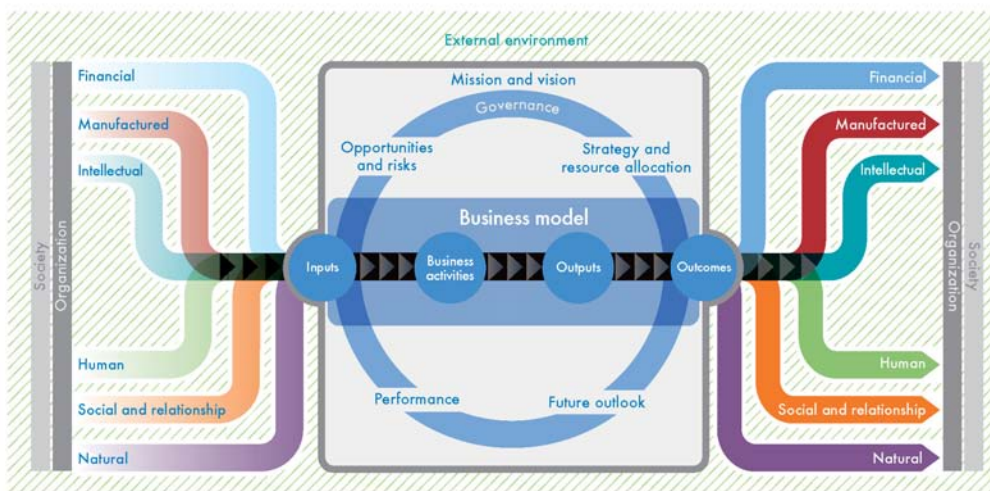 External environment
Society
Organization
Financial
Manufactured
Intellectual
Human
Social and relationship
Natural
Mission and vision
Governance
Opportunities
and risks
Strategy and
resource allocation
Business model
Inputs
Business
activities
Outputs
Outcomes
Performance
Future outlook
Financial
Manufactured
Intellectual
Human
Social and relationship
Natural
Organization
Society